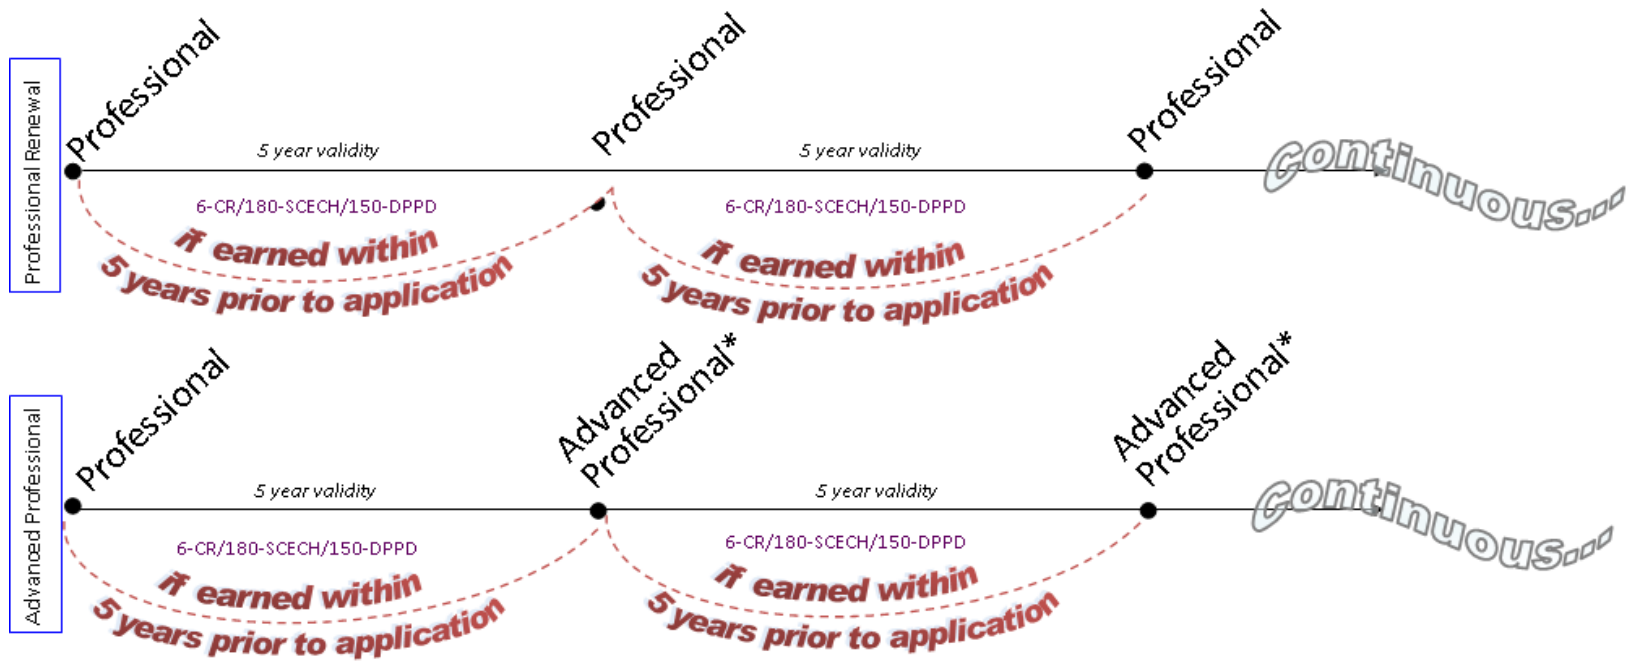 Professional Renewal
Professional
Professional
Professional
5 year validity
5 year validity
Continuous...
6-CR/180-SCECH/150-DPPD
6-CR/180-SCECH/150-DPPD
if earned within
5 years prior to application
if earned within
5 years prior to application
Advanced Professional
Professional
Advanced
Professional*
Advanced
Professional*
5 year validity
5 year validity
Continuous...
6-CR/180-SCECH/150-DPPD
6-CR/180-SCECH/150-DPPD
if earned within
5 years prior to application
if earned within
5 years prior to application